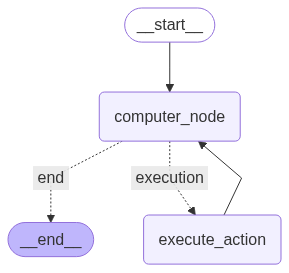 __start__
computer_node
end
execution
__end__
execute_action